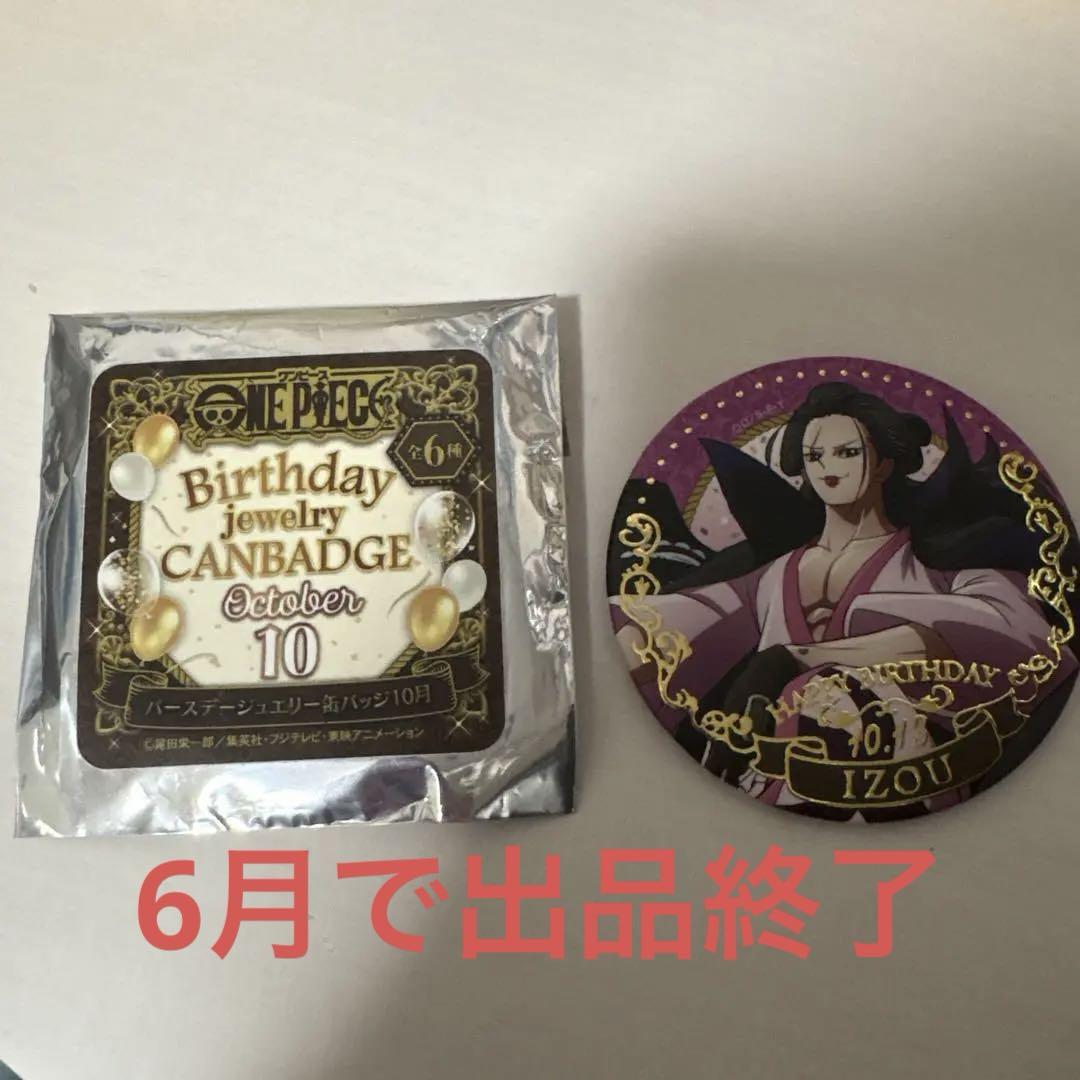 ワンピース
ONE PIECE
全6種
Birthday
jewelry
CANBADGE
October
10
バースデージュエリー缶バッジ10月
©尾田栄一郎／集英社・フジテレビ・東映アニメーション
HAPPY BIRTHDAY
IZOU
6月で出品終了